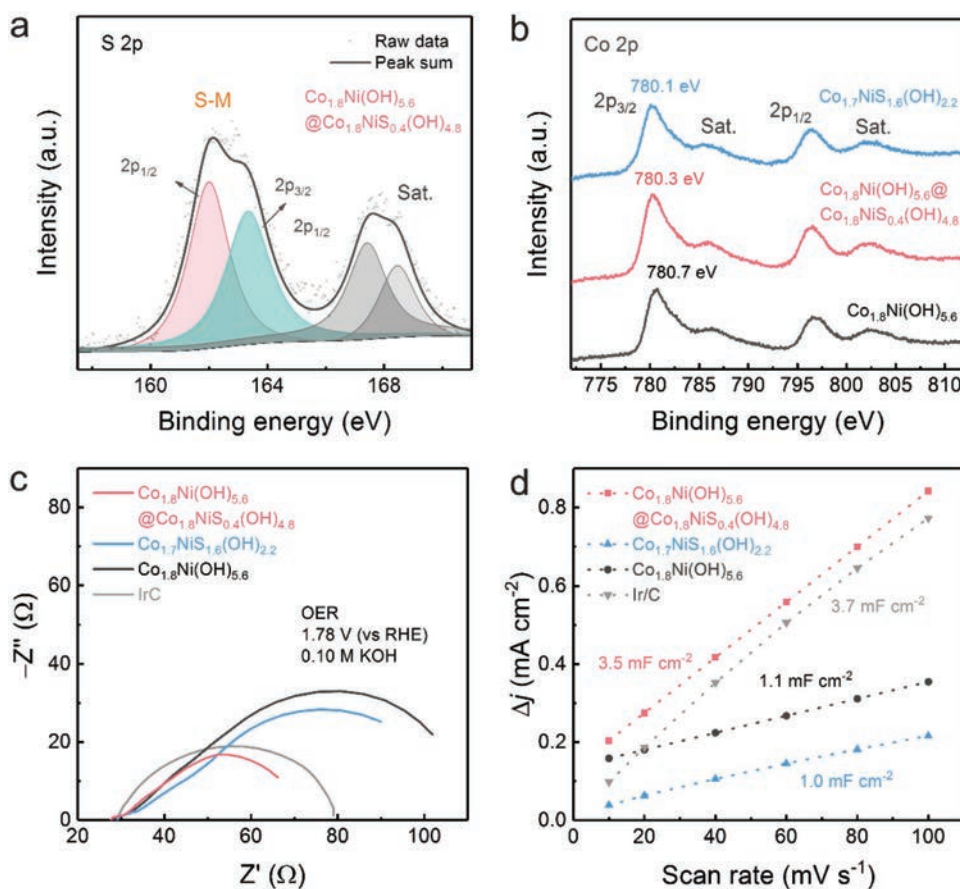 a
S 2p
Raw data
Peak sum
S-M
Co1.8Ni(OH)5.6
@Co1.8NiS0.4(OH)4.8
2p1/2
2p3/2
2p1/2
Sat.
Intensity (a.u.)
160 164 168
Binding energy (eV)
b
Co 2p
780.1 eV
2p3/2
Sat.
2p1/2
Co1.7NiS1.6(OH)2.2
Sat.
780.3 eV
Co1.8Ni(OH)5.6@
Co1.8NiS0.4(OH)4.8
780.7 eV
Co1.8Ni(OH)5.6
Intensity (a.u.)
775 780 785 790 795 800 805 810
Binding energy (eV)
c
Co1.8Ni(OH)5.6
@Co1.8NiS0.4(OH)4.8
Co1.7NiS1.6(OH)2.2
Co1.8Ni(OH)5.6
IrC
OER
1.78 V (vs RHE)
0.10 M KOH
−Z'' (Ω)
80
60
40
20
0
20 40 60 80 100
Z' (Ω)
d
Co1.8Ni(OH)5.6
@Co1.8NiS0.4(OH)4.8
Co1.7NiS1.6(OH)2.2
Co1.8Ni(OH)5.6
Ir/C
3.7 mF cm-2
3.5 mF cm-2
1.1 mF cm-2
1.0 mF cm-2
Δj (mA cm-2)
0.8
0.6
0.4
0.2
0.0
0 20 40 60 80 100
Scan rate (mV s-1)